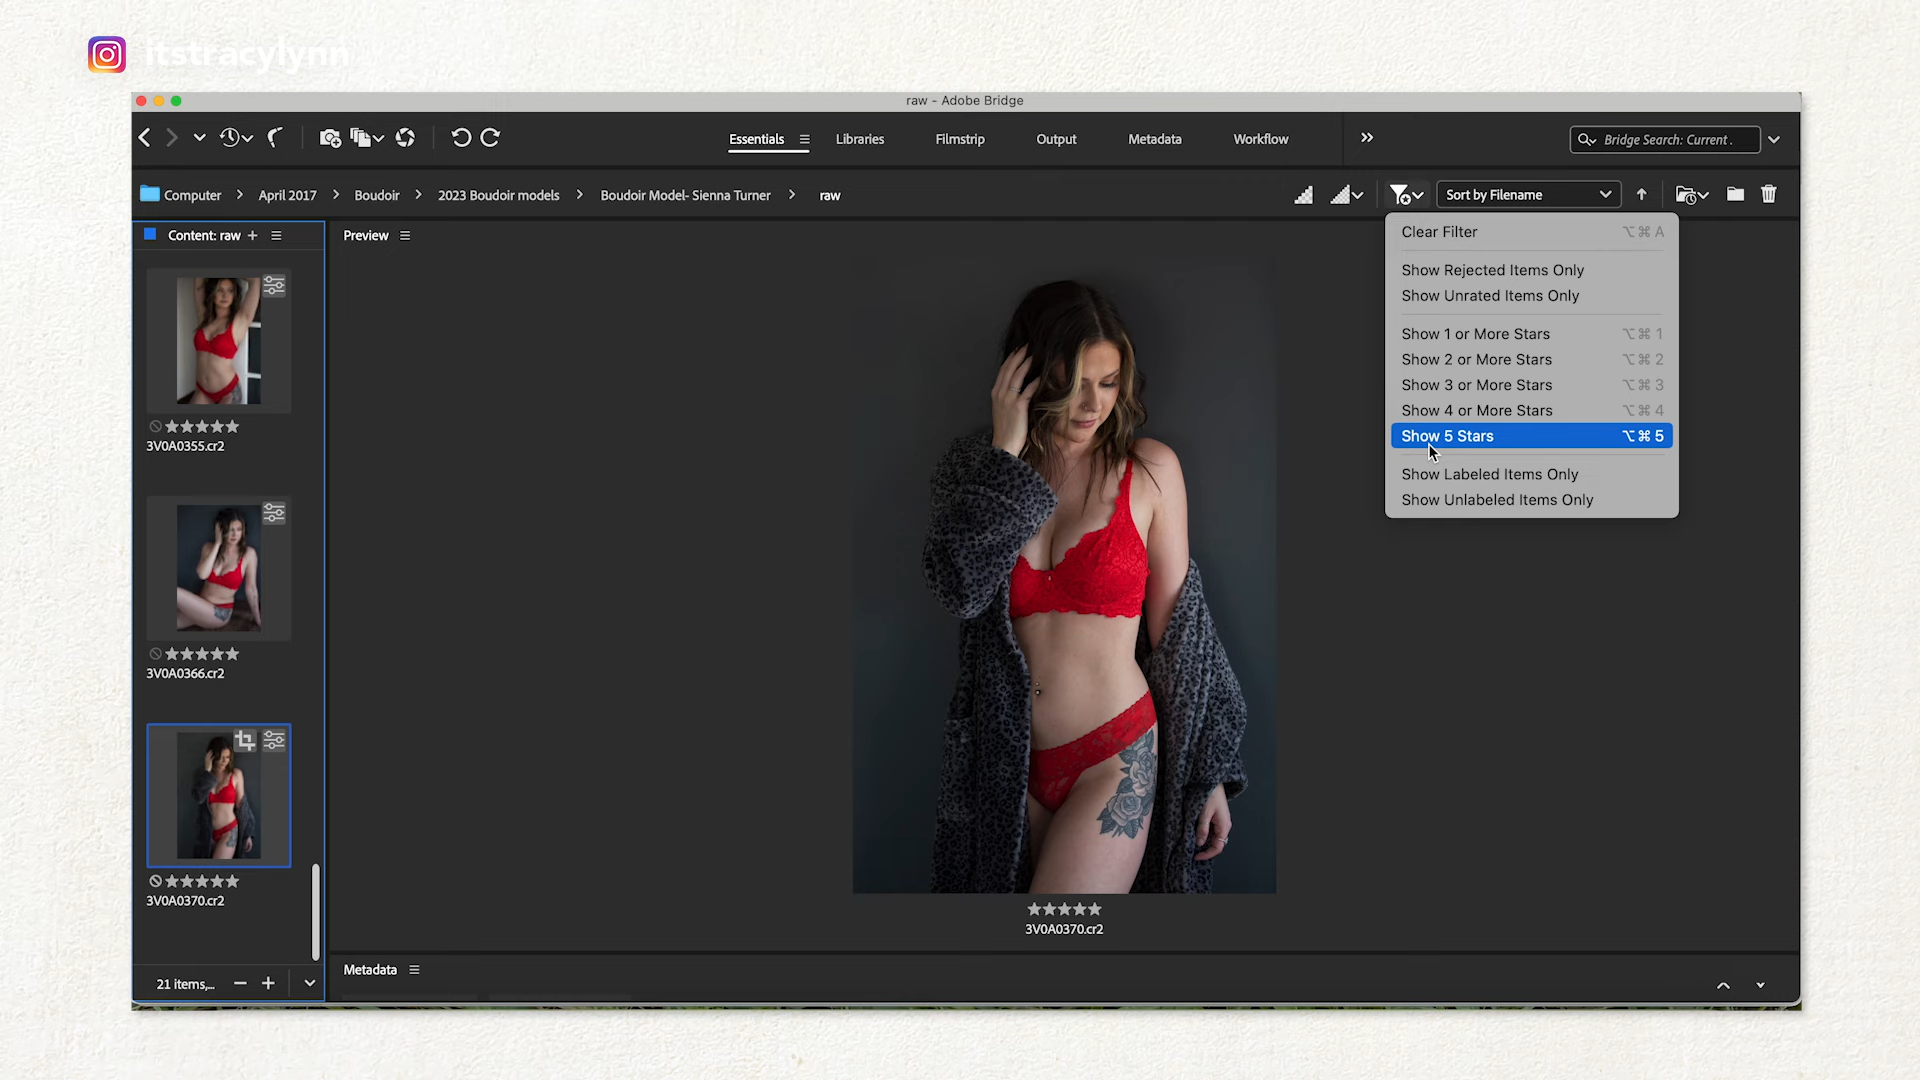 itstracylynn
raw - Adobe Bridge
Essentials
Libraries
Filmstrip
Output
Metadata
Workflow
Bridge Search: Current .
Computer > April 2017 > Boudoir > 2023 Boudoir models > Boudoir Model- Sienna Turner > raw
Sort by Filename
Content: raw
Preview
Clear Filter ⌥⌘ A
Show Rejected Items Only
Show Unrated Items Only
Show 1 or More Stars ⌥⌘ 1
Show 2 or More Stars ⌥⌘ 2
Show 3 or More Stars ⌥⌘ 3
Show 4 or More Stars ⌥⌘ 4
Show 5 Stars ⌥⌘ 5
Show Labeled Items Only
Show Unlabeled Items Only
3V0A0355.cr2
3V0A0366.cr2
3V0A0370.cr2
3V0A0370.cr2
Metadata
21 items,...